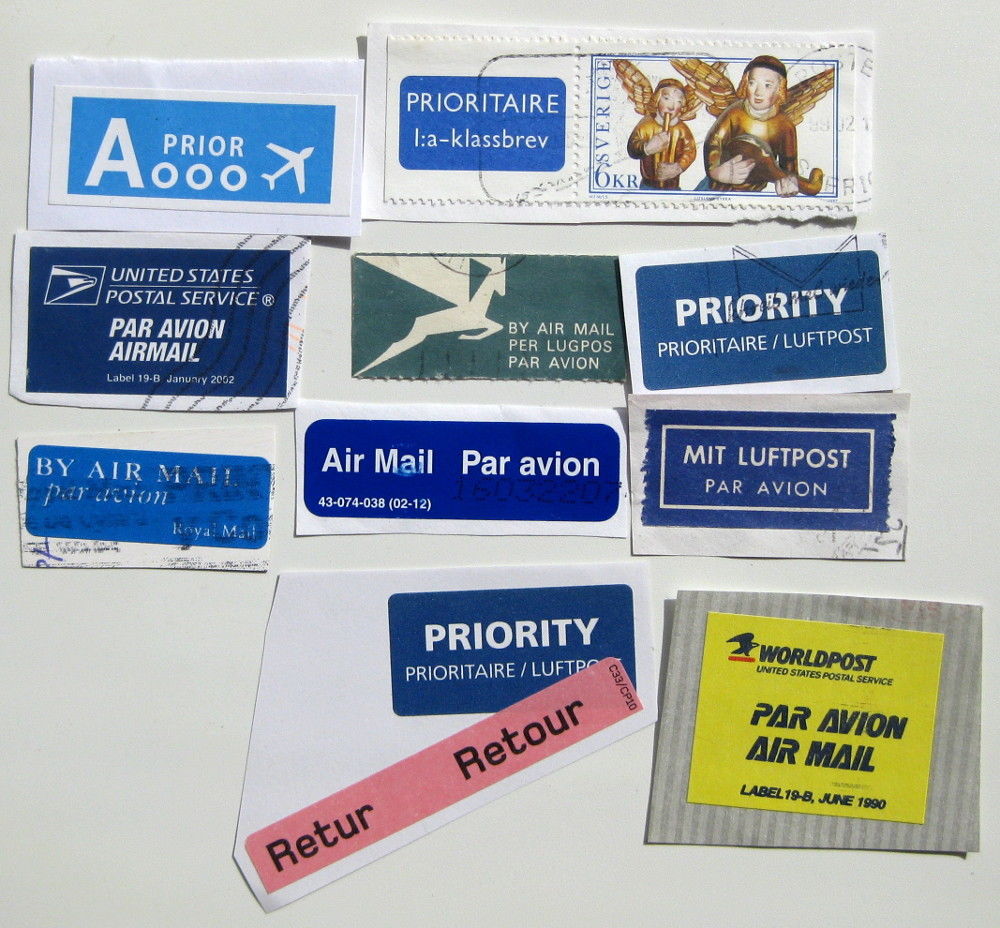 A PRIOR
OOO
PRIORITAIRE
1:a-klassbrev
SVERIGE
6KR
UNITED STATES
POSTAL SERVICE®
PAR AVION
AIRMAIL
Label 19-B January 2002
BY AIR MAIL
PER LUGPOS
PAR AVION
PRIORITY
PRIORITAIRE / LUFTPOST
BY AIR MAIL
par avion
Royal Mail
Air Mail Par avion
43-074-038 (02-12)
MIT LUFTPOST
PAR AVION
PRIORITY
PRIORITAIRE / LUFTPO
C33/CP10
Retur Retour
WORLDPOST
UNITED STATES POSTAL SERVICE
PAR AVION
AIR MAIL
LABEL 19-B, JUNE 1990